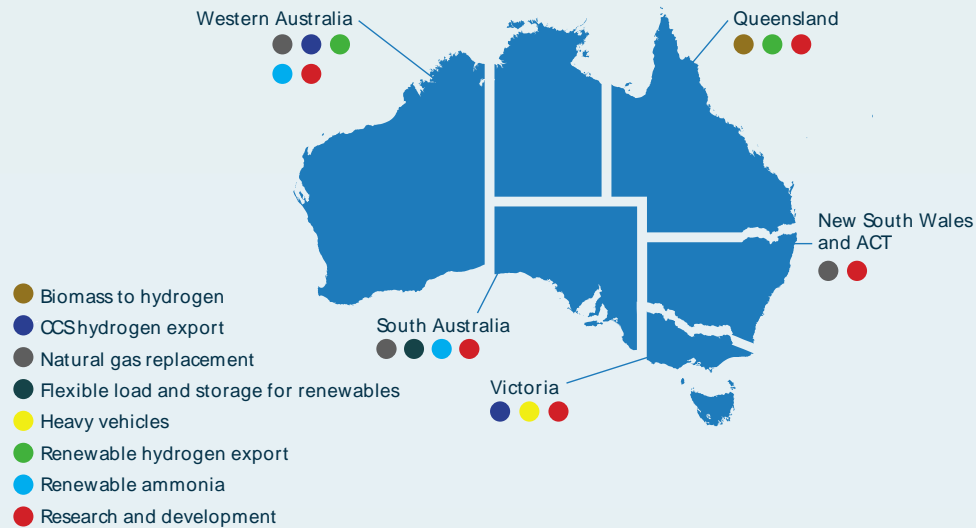 Western Australia
Queensland
New South Wales
and ACT
South Australia
Victoria
Biomass to hydrogen
CCS hydrogen export
Natural gas replacement
Flexible load and storage for renewables
Heavy vehicles
Renewable hydrogen export
Renewable ammonia
Research and development